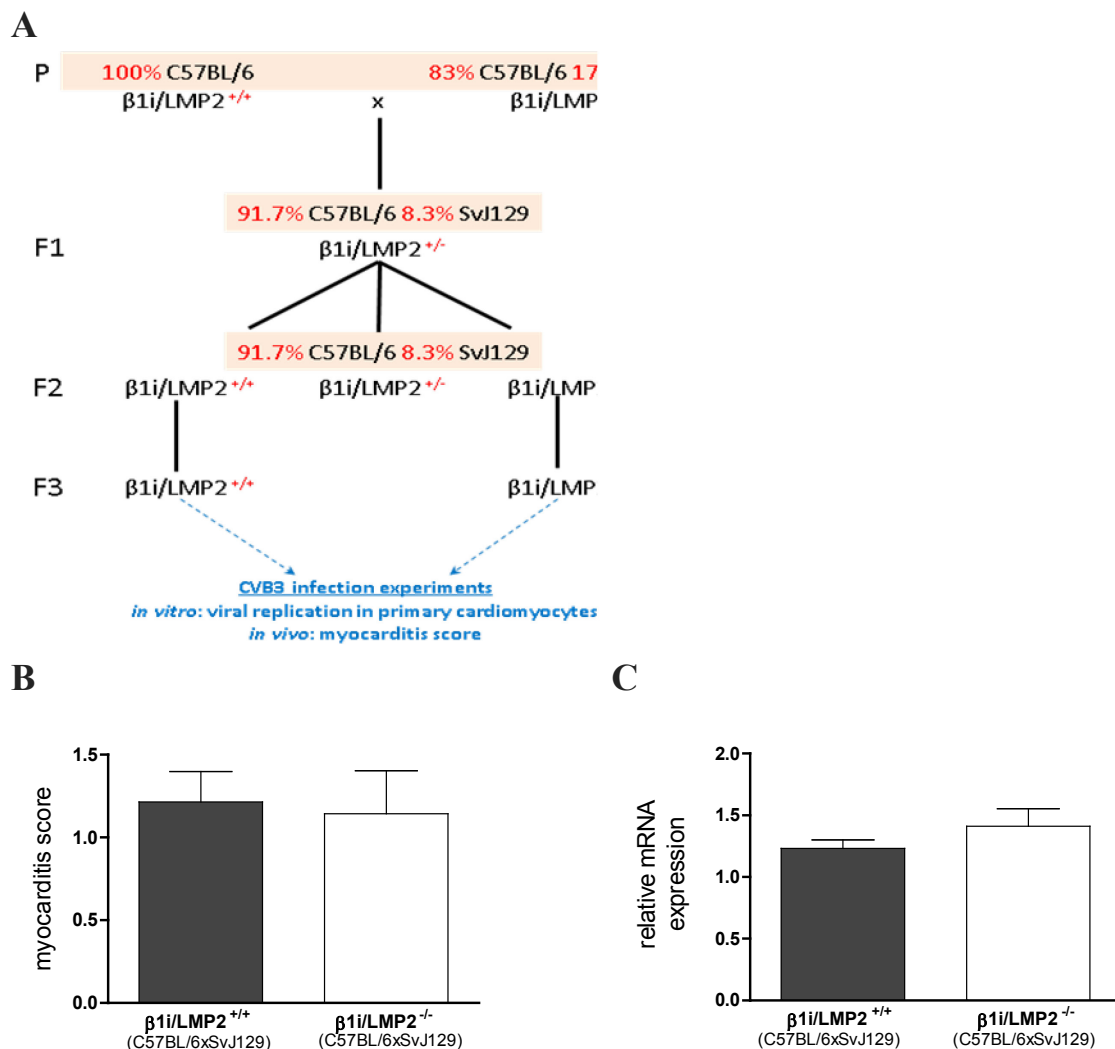 A
P
100% C57BL/6 83% C57BL/6 17
β1i/LMP2 +/+ x β1i/LMP
91.7% C57BL/6 8.3% SvJ129
F1
β1i/LMP2 +/-
91.7% C57BL/6 8.3% SvJ129
F2 β1i/LMP2 +/+ β1i/LMP2 +/- β1i/LMP
F3 β1i/LMP2 +/+ β1i/LMP
CVB3 infection experiments
in vitro: viral replication in primary cardiomyocytes
in vivo: myocarditis score
B
myocarditis score
1.5
1.0
0.5
0.0
β1i/LMP2 +/+ β1i/LMP2 -/-
(C57BL/6xSvJ129) (C57BL/6xSvJ129)
C
relative mRNA
expression
2.0
1.5
1.0
0.5
0.0
β1i/LMP2 +/+ β1i/LMP2 -/-
(C57BL/6xSvJ129) (C57BL/6xSvJ129)